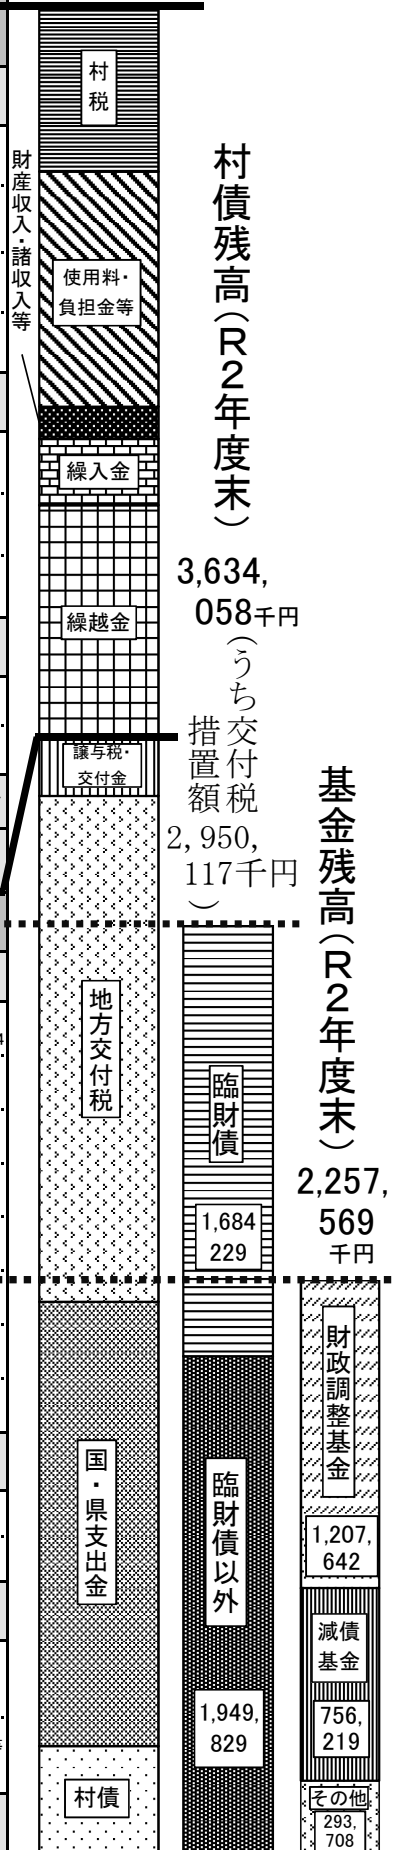 村
税
財産収入・諸収入等
使用料・
負担金等
繰入金
繰越金
譲与税・
交付金
地方交付税
国・県支出金
村債
村債残高（Ｒ２年度末）
3,634,
058千円
（うち交付税
措置額
2,950,
117千円
）
臨財債
1,684
229
臨財債以外
1,949,
829
基金残高（Ｒ２年度末）
2,257,
569
千円
財政調整基金
1,207,
642
減債
基金
756,
219
その他
293,
708